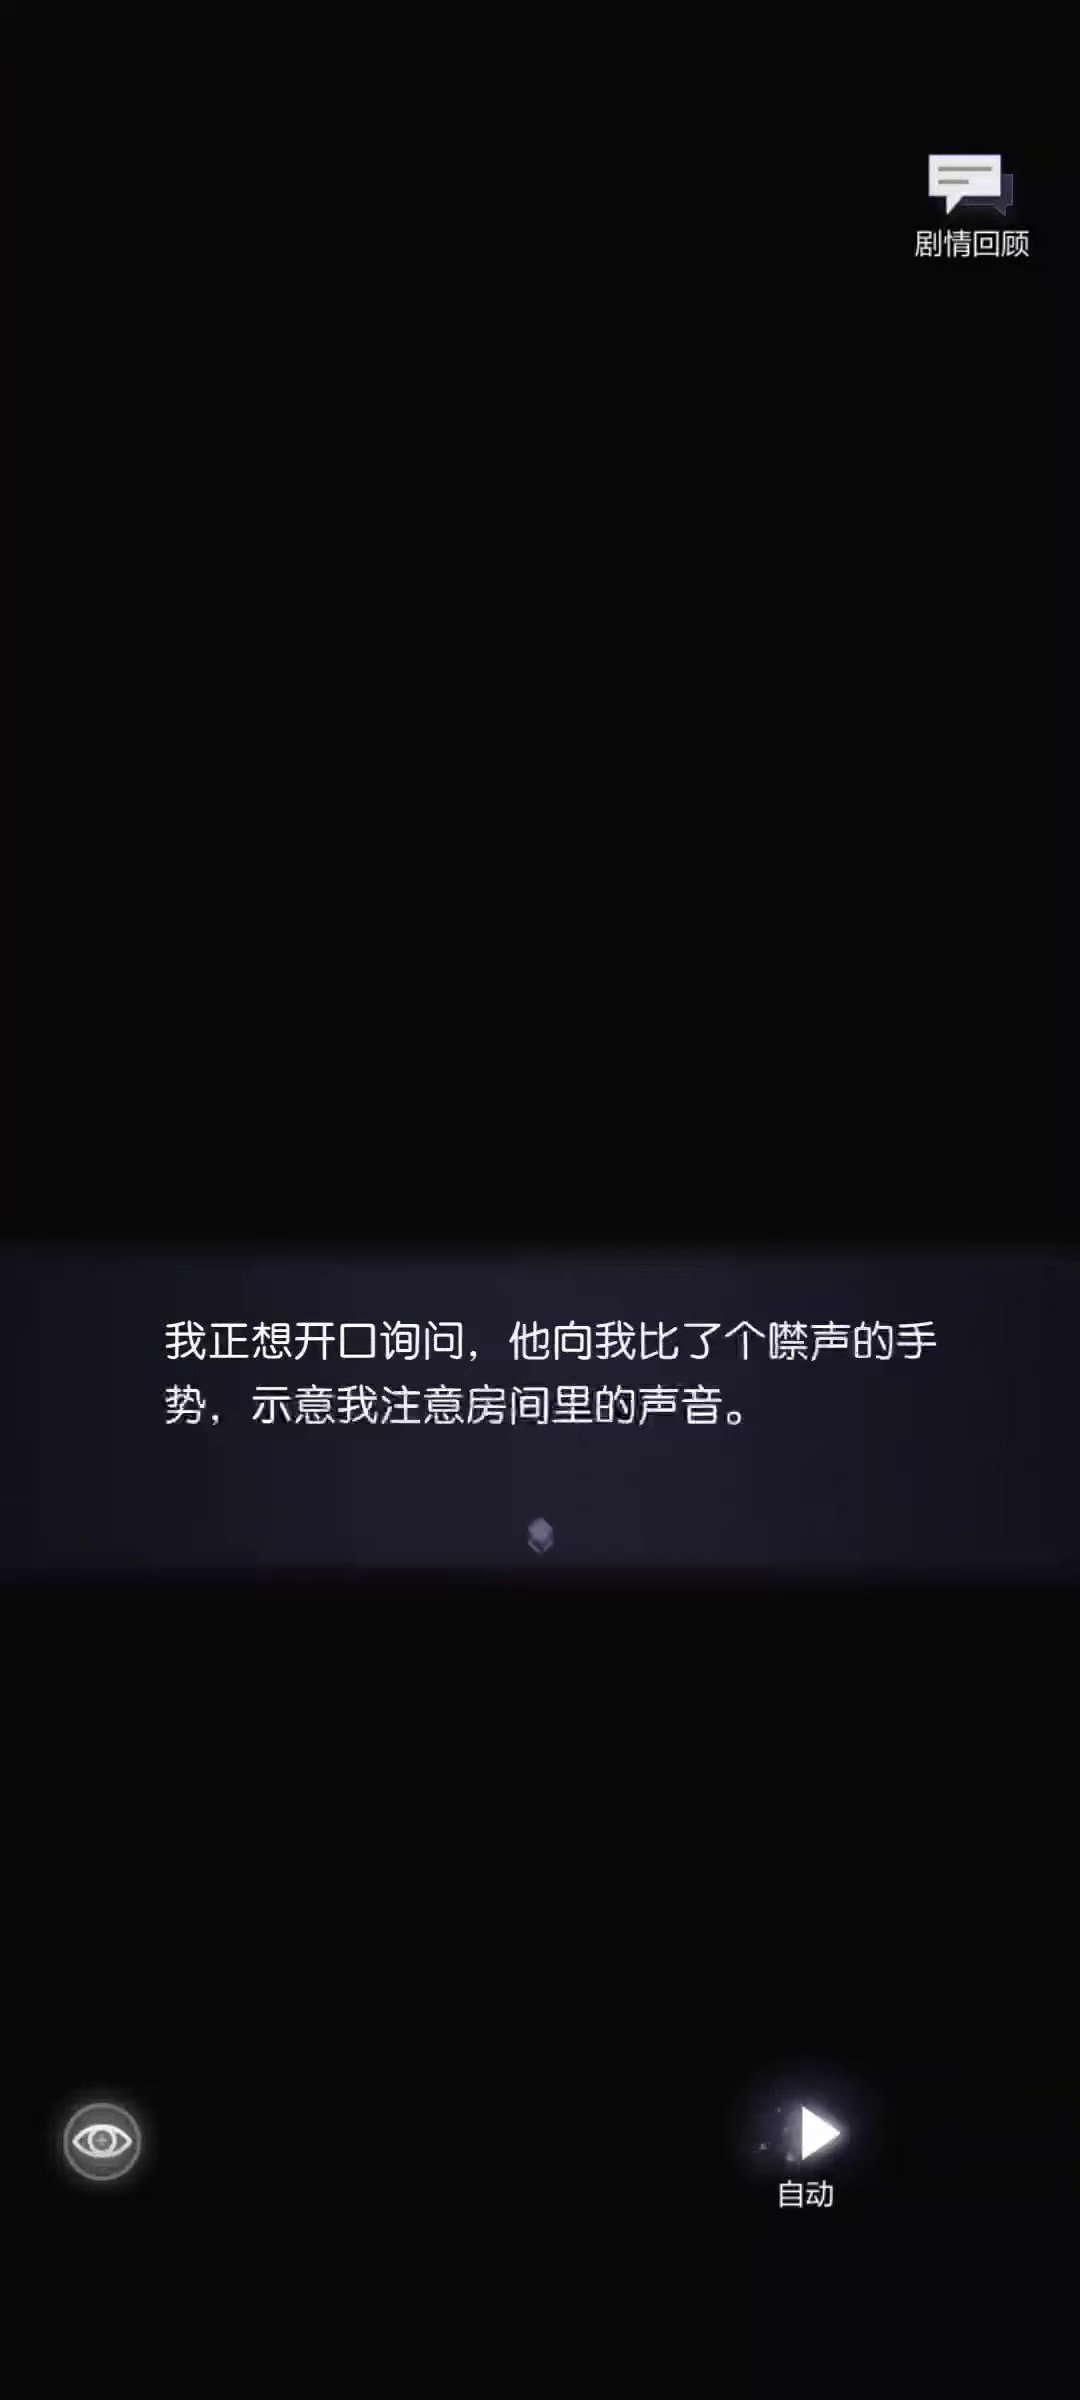 剧情回顾
我正想开口询问，他向我比了个噤声的手
势，示意我注意房间里的声音。
自动